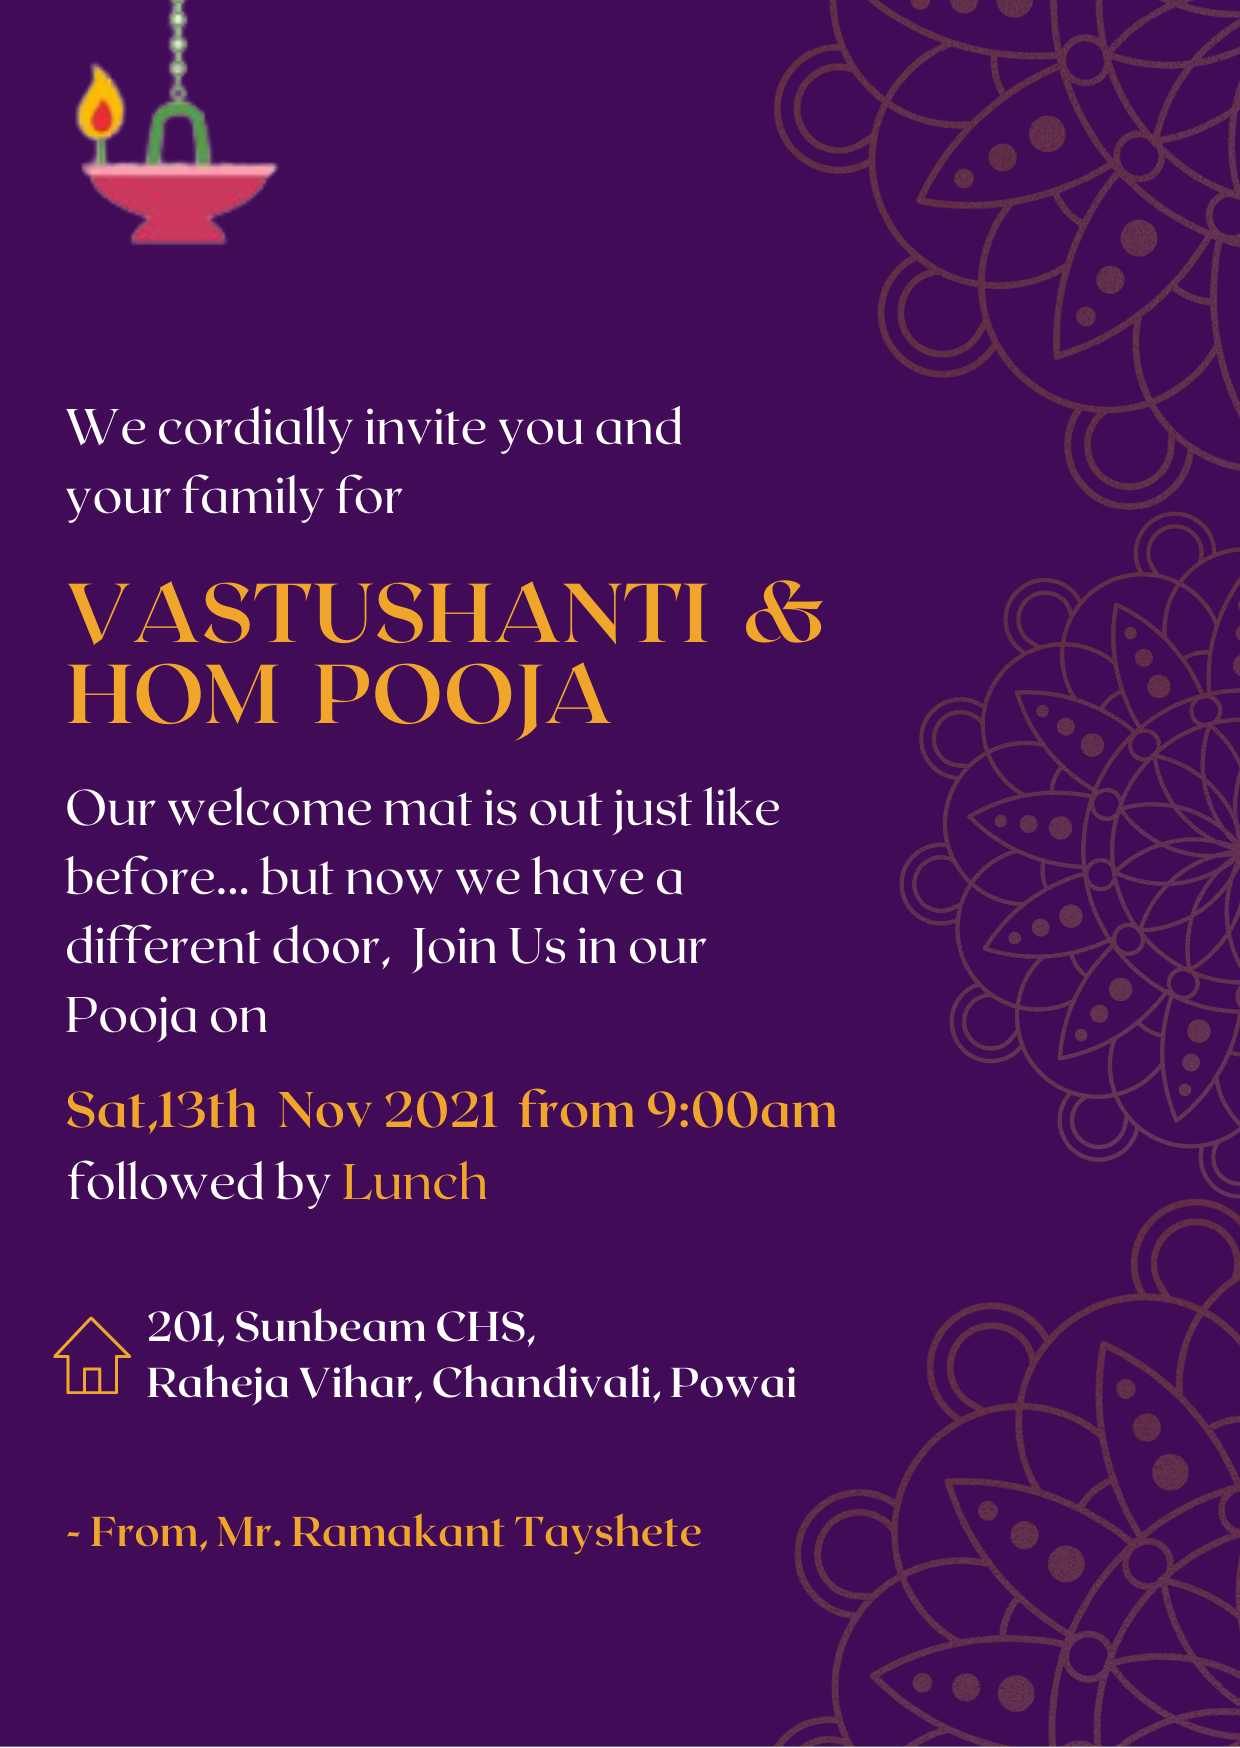 We cordially invite you and
your family for
VASTUSHANTI &
HOM POOJA
Our welcome mat is out just like
before... but now we have a
different door,  Join Us in our
Pooja on
Sat,13th  Nov 2021  from 9:00am
followed by Lunch
201, Sunbeam CHS,
Raheja Vihar, Chandivali, Powai
- From, Mr. Ramakant Tayshete